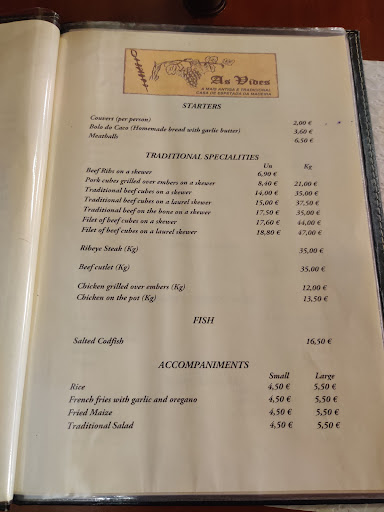 As Vides
A MAIS ANTIGA E TRADICIONAL
CASA DE ESPETADA DA MADEIRA
STARTERS
Couvert (per person) 2,00 €
Bolo do Caco (Homemade bread with garlic butter) 3,60 €
Meatballs 6,50 €
TRADITIONAL SPECIALITIES
Un Kg
Beef Ribs on a skewer 6,90 €
Pork cubes grilled over embers on a skewer 8,40 € 21,00 €
Traditional beef cubes on a skewer 14,00 € 35,00 €
Traditional beef cubes on a laurel skewer 15,00 € 37,50 €
Traditional beef on the bone on a skewer 17,50 € 35,00 €
Filet of beef cubes on a skewer 17,60 € 44,00 €
Filet of beef cubes on a laurel skewer 18,80 € 47,00 €
Ribeye Steak (Kg) 35,00 €
Beef cutlet (Kg) 35,00 €
Chicken grilled over embers (Kg) 12,00 €
Chicken on the pot (Kg) 13,50 €
FISH
Salted Codfish 16,50 €
ACCOMPANIMENTS
Small Large
Rice 4,50 € 5,50 €
French fries with garlic and oregano 4,50 € 5,50 €
Fried Maize 4,50 € 5,50 €
Traditional Salad 4,50 € 5,50 €